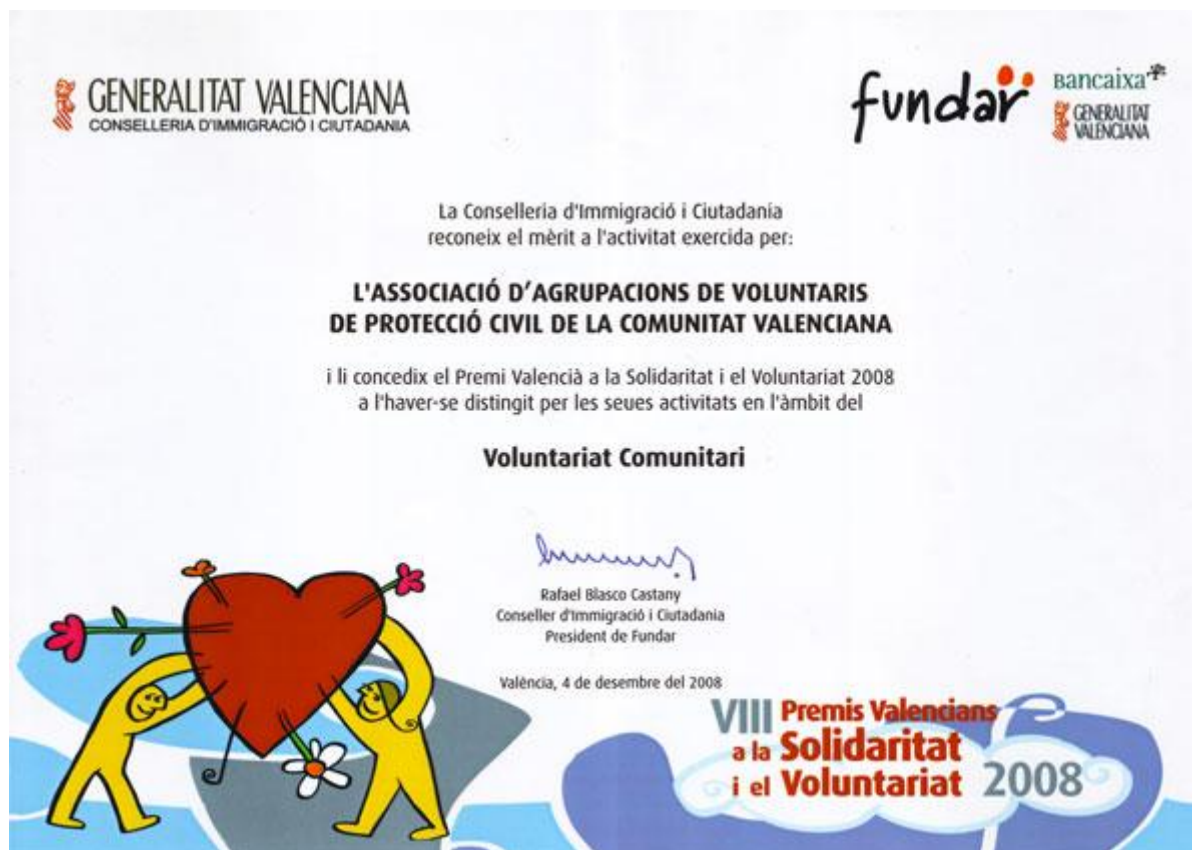 GENERALITAT VALENCIANA
CONSELLERIA D'IMMIGRACIÓ I CIUTADANIA
fundar
Bancaixa
GENERALITAT
VALENCIANA
La Conselleria d'Immigració i Ciutadania
reconeix el mèrit a l'activitat exercida per:
L'ASSOCIACIÓ D'AGRUPACIONS DE VOLUNTARIS
DE PROTECCIÓ CIVIL DE LA COMUNITAT VALENCIANA
i li concedix el Premi Valencià a la Solidaritat i el Voluntariat 2008
a l'haver-se distingit per les seues activitats en l'àmbit del
Voluntariat Comunitari
Rafael Blasco Castany
Conseller d'Immigració i Ciutadania
President de Fundar
València, 4 de desembre del 2008
VIII Premis Valencians
a la Solidaritat
i el Voluntariat 2008